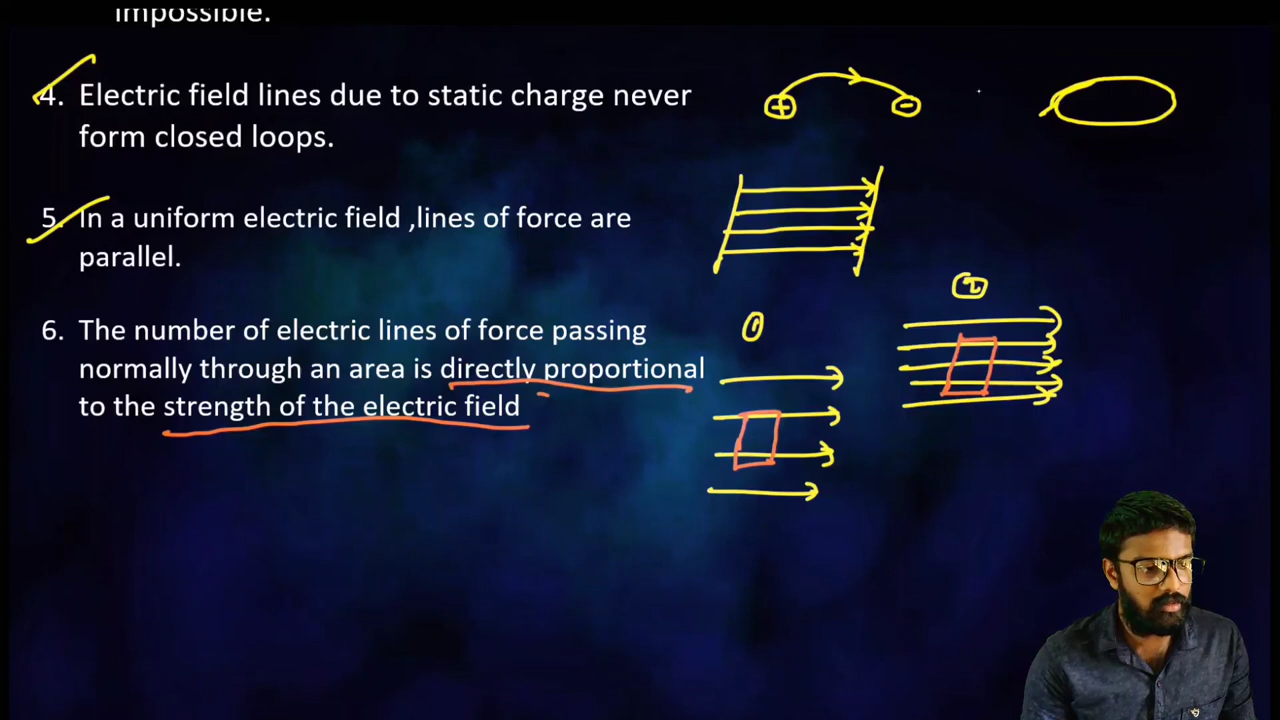 impossible.
4. Electric field lines due to static charge never
form closed loops.
+ -
5. In a uniform electric field ,lines of force are
parallel.
6. The number of electric lines of force passing
normally through an area is directly proportional
to the strength of the electric field
1
2